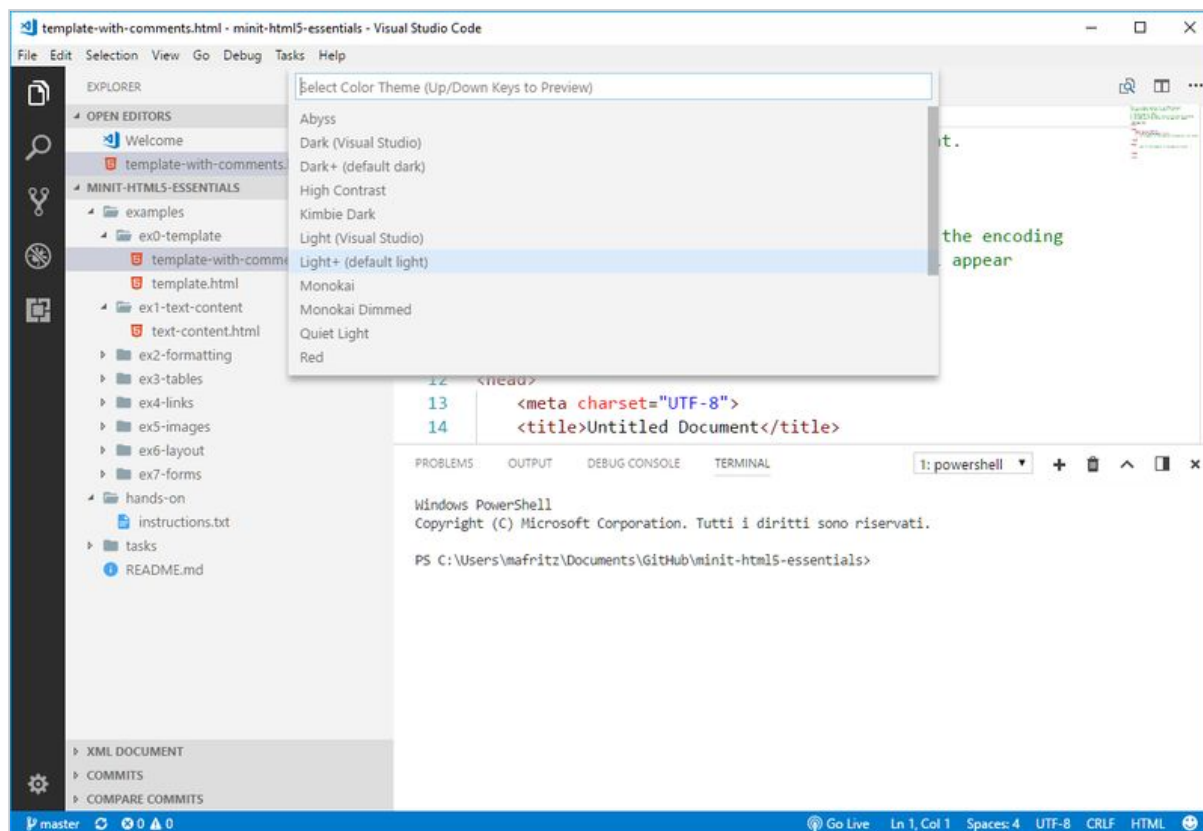 template-with-comments.html - minit-html5-essentials - Visual Studio Code
File Edit Selection View Go Debug Tasks Help
EXPLORER
OPEN EDITORS
Welcome
template-with-comments.
MINIT-HTML5-ESSENTIALS
examples
ex0-template
template-with-comme
template.html
ex1-text-content
text-content.html
ex2-formatting
ex3-tables
ex4-links
ex5-images
ex6-layout
ex7-forms
hands-on
instructions.txt
tasks
README.md
XML DOCUMENT
COMMITS
COMPARE COMMITS
Select Color Theme (Up/Down Keys to Preview)
Abyss
Dark (Visual Studio)
Dark+ (default dark)
High Contrast
Kimbie Dark
Light (Visual Studio)
Light+ (default light)
Monokai
Monokai Dimmed
Quiet Light
Red
t.
the encoding
appear
12 <head>
13 <meta charset="UTF-8">
14 <title>Untitled Document</title>
PROBLEMS OUTPUT DEBUG CONSOLE TERMINAL 1: powershell
Windows PowerShell
Copyright (C) Microsoft Corporation. Tutti i diritti sono riservati.
PS C:\Users\mafritz\Documents\GitHub\minit-html5-essentials>
master 0 0 Go Live Ln 1, Col 1 Spaces: 4 UTF-8 CRLF HTML